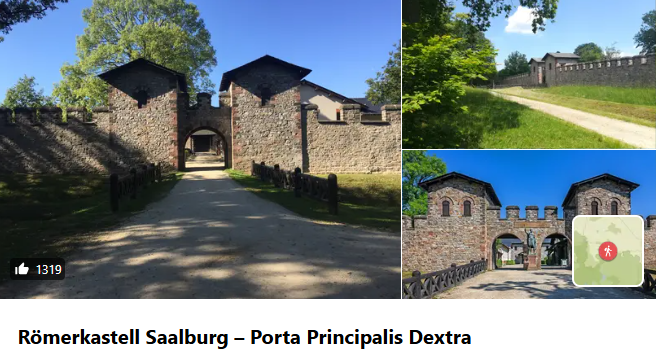 1319
Römerkastell Saalburg – Porta Principalis Dextra